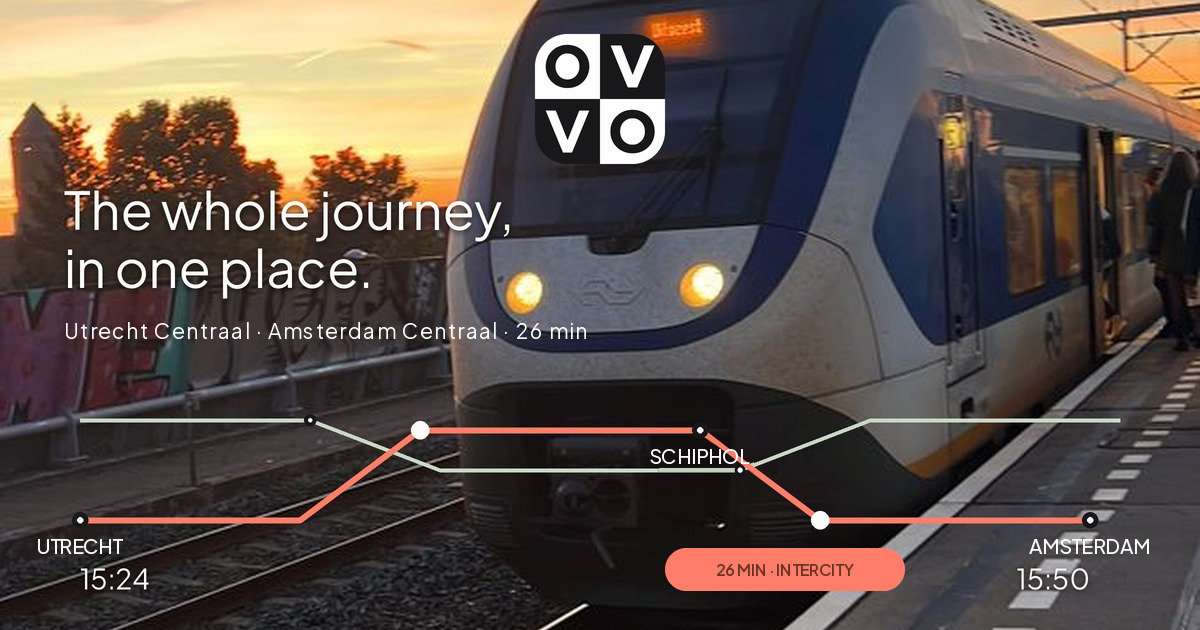 OV
VO
The whole journey,
in one place.
Utrecht Centraal · Amsterdam Centraal · 26 min
SCHIPHOL
UTRECHT
AMSTERDAM
15:24
26 MIN · INTERCITY
15:50